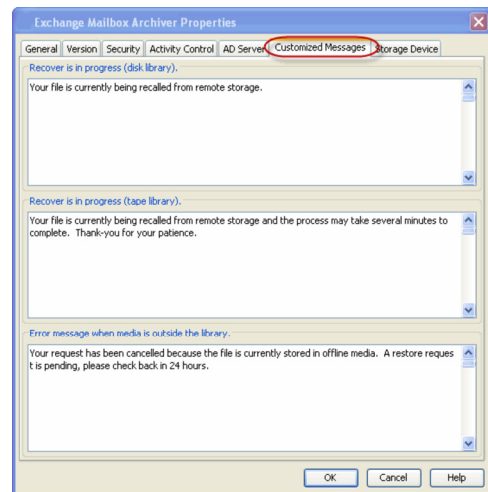 Exchange Mailbox Archiver Properties
General Version Security Activity Control AD Server Customized Messages Storage Device
Recover is in progress (disk library).
Your file is currently being recalled from remote storage.
Recover is in progress (tape library).
Your file is currently being recalled from remote storage and the process may take several minutes to
complete. Thank-you for your patience.
Error message when media is outside the library.
Your request has been cancelled because the file is currently stored in offline media. A restore reques
t is pending, please check back in 24 hours.
OK Cancel Help